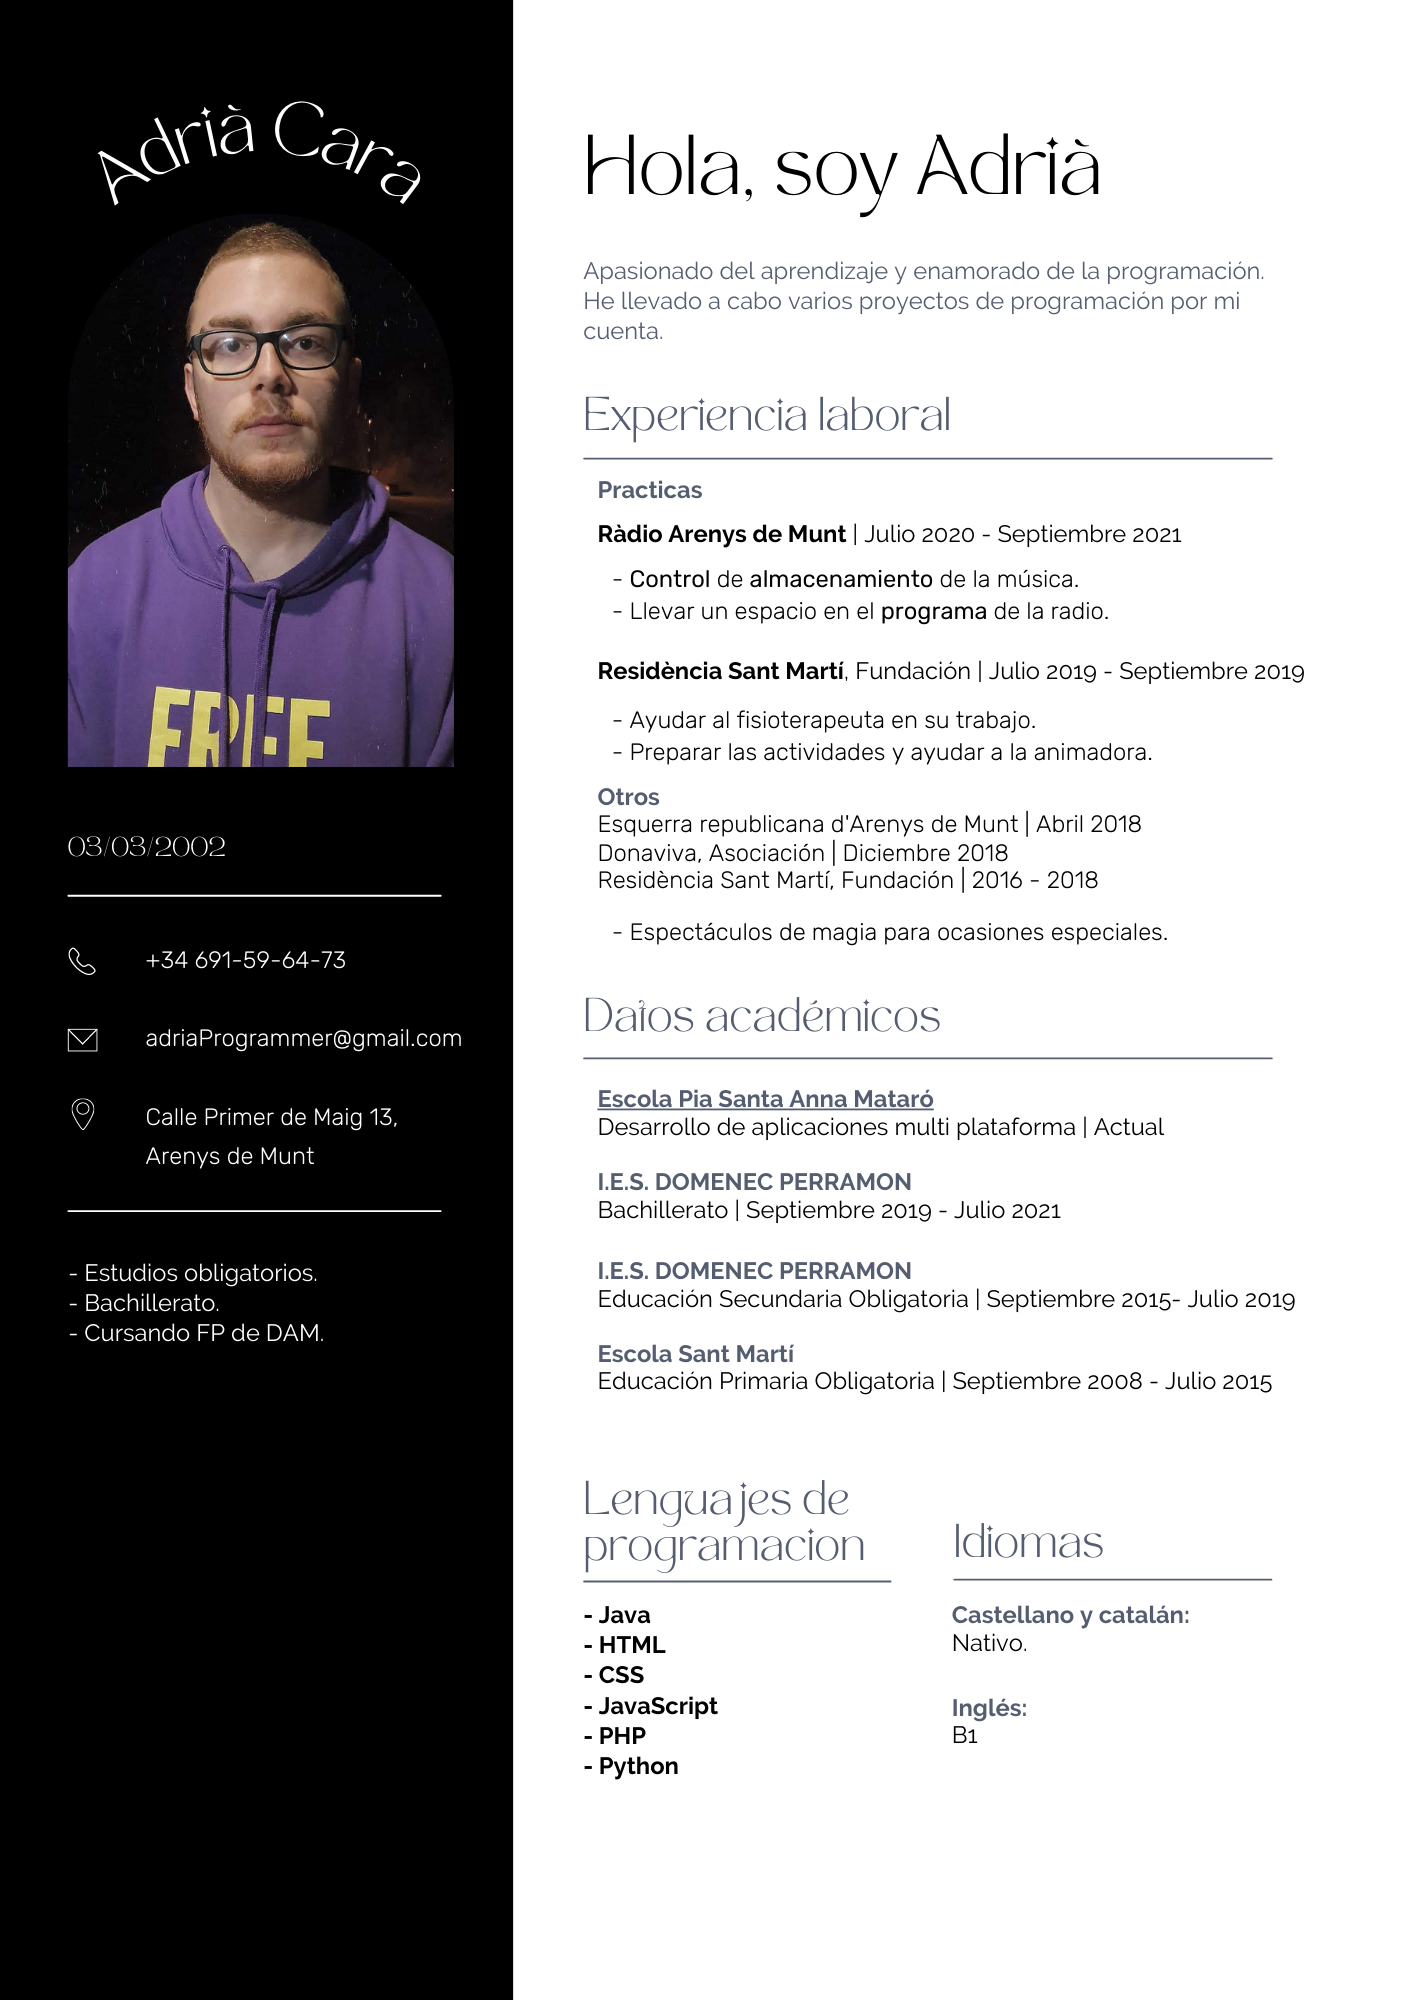 Adrià Cara
FREE
03/03/2002
+34 691-59-64-73
adriaProgrammer@gmail.com
Calle Primer de Maig 13,
Arenys de Munt
- Estudios obligatorios.
- Bachillerato.
- Cursando FP de DAM.
Hola, soy Adrià
Apasionado del aprendizaje y enamorado de la programación.
He llevado a cabo varios proyectos de programación por mi
cuenta.
Experiencia laboral
Practicas
Ràdio Arenys de Munt | Julio 2020 - Septiembre 2021
- Control de almacenamiento de la música.
- Llevar un espacio en el programa de la radio.
Residència Sant Martí, Fundación | Julio 2019 - Septiembre 2019
- Ayudar al fisioterapeuta en su trabajo.
- Preparar las actividades y ayudar a la animadora.
Otros
Esquerra republicana d'Arenys de Munt | Abril 2018
Donaviva, Asociación | Diciembre 2018
Residència Sant Martí, Fundación | 2016 - 2018
- Espectáculos de magia para ocasiones especiales.
Datos académicos
Escola Pia Santa Anna Mataró
Desarrollo de aplicaciones multi plataforma | Actual
I.E.S. DOMENEC PERRAMON
Bachillerato | Septiembre 2019 - Julio 2021
I.E.S. DOMENEC PERRAMON
Educación Secundaria Obligatoria | Septiembre 2015- Julio 2019
Escola Sant Martí
Educación Primaria Obligatoria | Septiembre 2008 - Julio 2015
Lenguajes de
programacion
- Java
- HTML
- CSS
- JavaScript
- PHP
- Python
Idiomas
Castellano y catalán:
Nativo.
Inglés:
B1